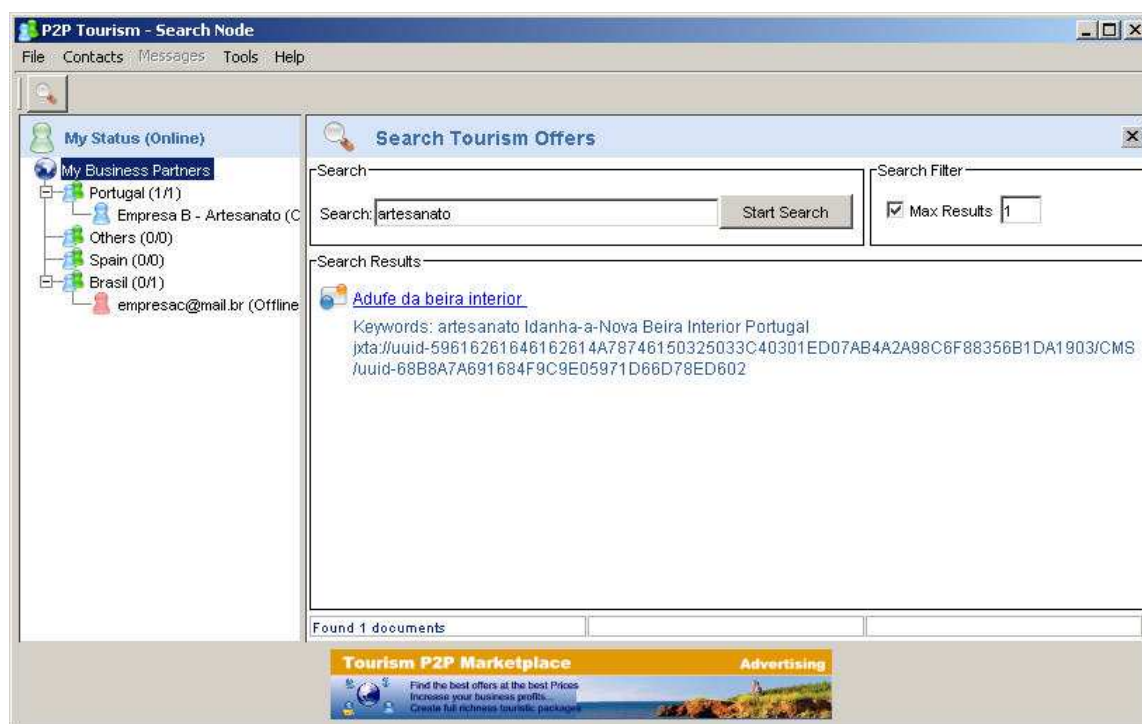 P2P Tourism - Search Node
File Contacts Messages Tools Help
My Status (Online)
My Business Partners
Portugal (1/1)
Empresa B - Artesanato (C
Others (0/0)
Spain (0/0)
Brasil (0/1)
empresac@mail.br (Offline
Search Tourism Offers
Search
Search: artesanato
Start Search
Search Filter
Max Results 1
Search Results
Adufe da beira interior
Keywords: artesanato Idanha-a-Nova Beira Interior Portugal
jxta://uuid-59616261646162614A78746150325033C40301ED07AB4A2A98C6F88356B1DA1903/CMS
/uuid-68B8A7A691684F9C9E05971D66D78ED602
Found 1 documents
Tourism P2P Marketplace
Advertising
Find the best offers at the best Prices
Increase your business profits...
Create full richness touristic packages